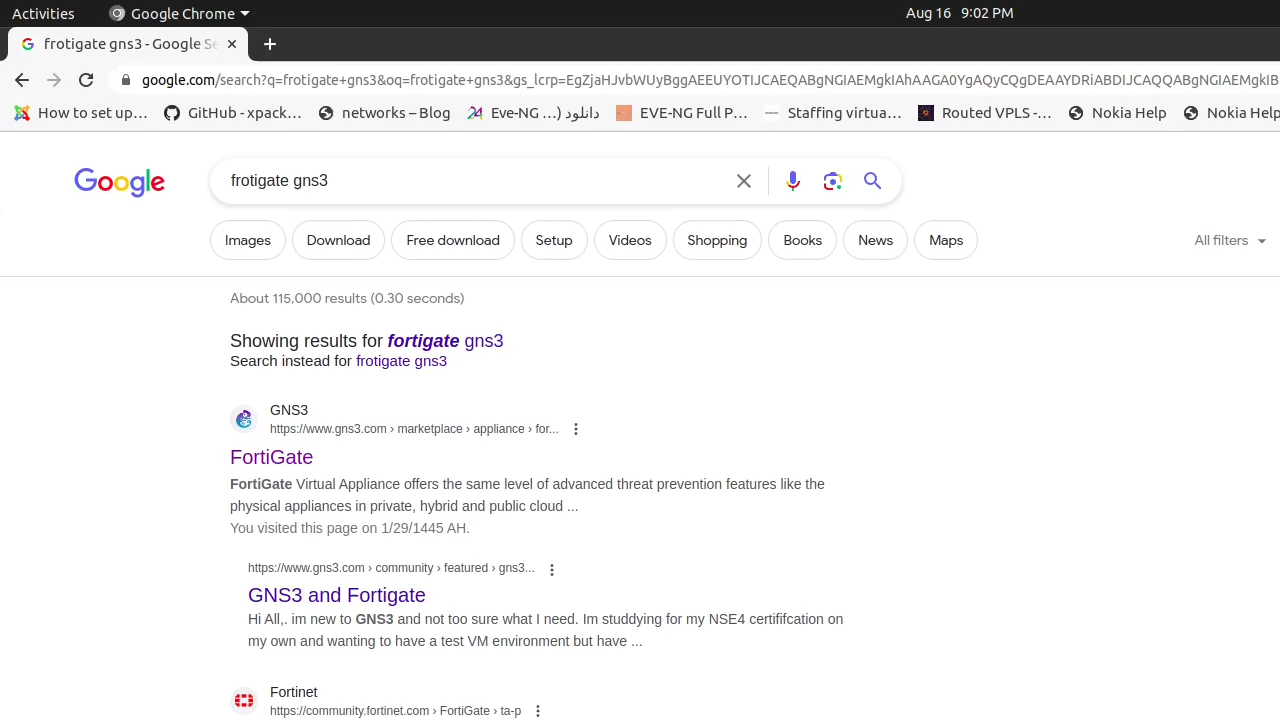 Activities
Google Chrome
Aug 16 9:02 PM
frotigate gns3 - Google Se
google.com/search?q=frotigate+gns3&oq=frotigate+gns3&gs_lcrp=EgZjaHJvbWUyBggAEEUYOTIJCAEQABgNGIAEMgkIAhAAGA0YgAQyCQgDEAAYDRiABDIJCAQQABgNGIAEMgkIB
How to set up…
GitHub - xpack…
networks – Blog
Eve-NG …) دانلود
EVE-NG Full P…
Staffing virtua…
Routed VPLS -…
Nokia Help
Nokia Help
Google
frotigate gns3
Images
Download
Free download
Setup
Videos
Shopping
Books
News
Maps
All filters
About 115,000 results (0.30 seconds)
Showing results for fortigate gns3
Search instead for frotigate gns3
GNS3
https://www.gns3.com › marketplace › appliance › for...
FortiGate
FortiGate Virtual Appliance offers the same level of advanced threat prevention features like the
physical appliances in private, hybrid and public cloud ...
You visited this page on 1/29/1445 AH.
https://www.gns3.com › community › featured › gns3...
GNS3 and Fortigate
Hi All,. im new to GNS3 and not too sure what I need. Im studdying for my NSE4 certififcation on
my own and wanting to have a test VM environment but have ...
Fortinet
https://community.fortinet.com › FortiGate › ta-p